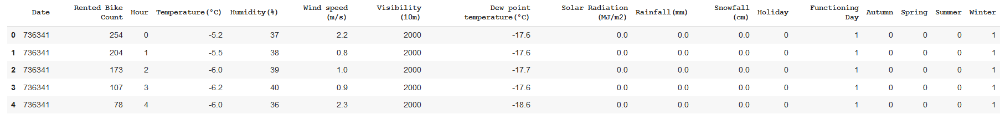 Date Rented Bike Count Hour Temperature(°C) Humidity(%) Wind speed (m/s) Visibility (10m) Dew point temperature(°C) Solar Radiation (MJ/m2) Rainfall(mm) Snowfall (cm) Holiday Functioning Day Autumn Spring Summer Winter
0 736341 254 0 -5.2 37 2.2 2000 -17.6 0.0 0.0 0.0 0 1 0 0 0 1
1 736341 204 1 -5.5 38 0.8 2000 -17.6 0.0 0.0 0.0 0 1 0 0 0 1
2 736341 173 2 -6.0 39 1.0 2000 -17.7 0.0 0.0 0.0 0 1 0 0 0 1
3 736341 107 3 -6.2 40 0.9 2000 -17.6 0.0 0.0 0.0 0 1 0 0 0 1
4 736341 78 4 -6.0 36 2.3 2000 -18.6 0.0 0.0 0.0 0 1 0 0 0 1